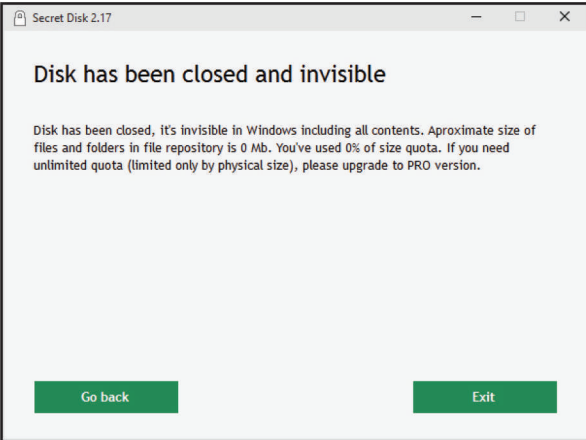 Secret Disk 2.17
Disk has been closed and invisible
Disk has been closed, it's invisible in Windows including all contents. Aproximate size of
files and folders in file repository is 0 Mb. You've used 0% of size quota. If you need
unlimited quota (limited only by physical size), please upgrade to PRO version.
Go back
Exit